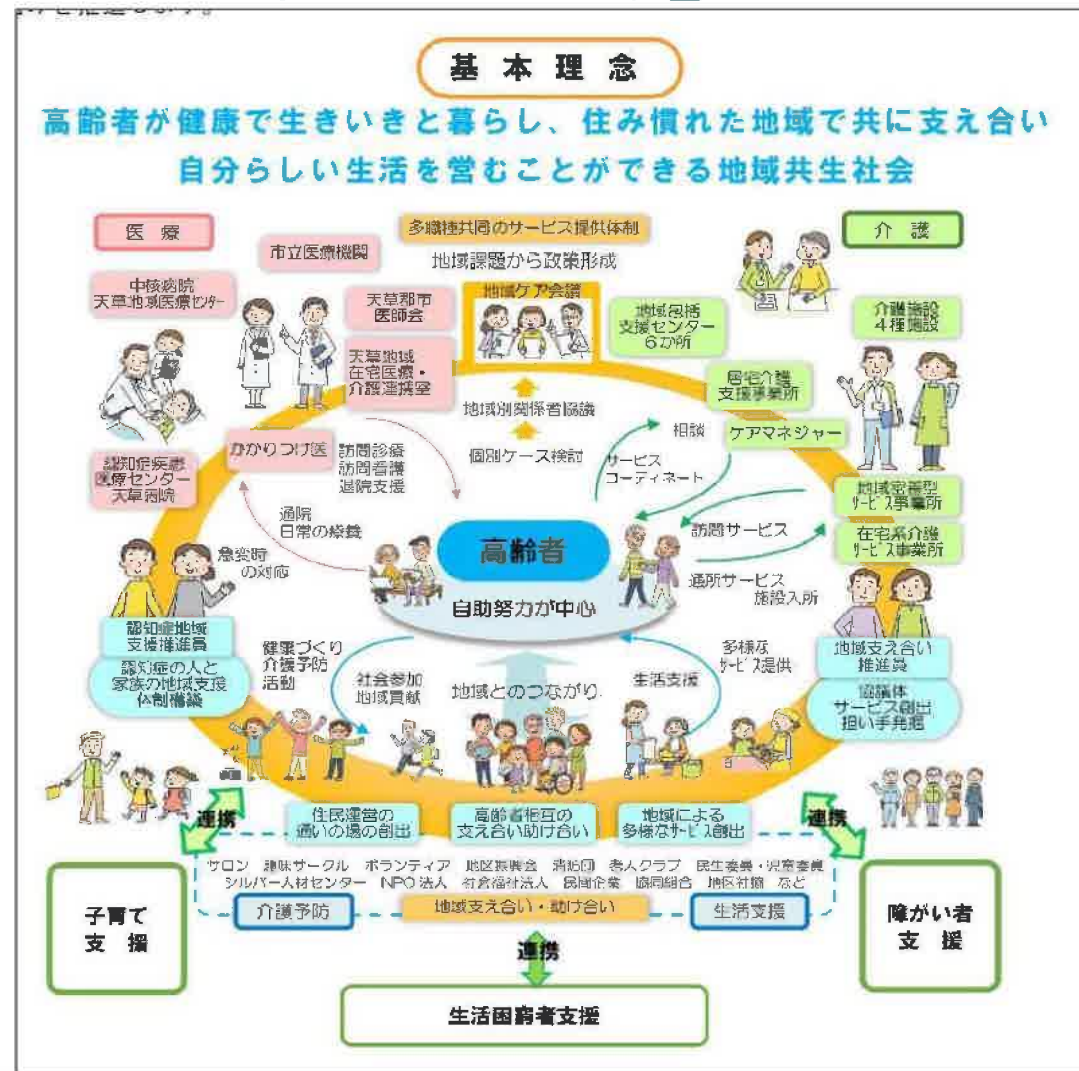 基本理念
高齢者が健康で生きいきと暮らし、住み慣れた地域で共に支え合い
自分らしい生活を営むことができる地域共生社会
医療
多職種共同のサービス提供体制
介護
市立医療機関
地域課題から政策形成
中核病院
天草地域医療センター
天草郡市
医師会
地域ケア会議
地域包括
支援センター
6か所
介護施設
4種施設
天草地域
在宅医療・
介護連携室
居宅介護
支援事業所
地域別関係者協議
相談
ケアマネジャー
かかりつけ医
訪問診療
訪問看護
退院支援
個別ケース検討
サービス
コーディネート
認知症疾患
医療センター
天草病院
地域密着型
サービス事業所
通院
日常の療養
訪問サービス
在宅系介護
サービス事業所
高齢者
急変時
の対応
通所サービス
施設入所
自助努力が中心
認知症地域
支援推進員
健康づくり
介護予防
活動
多様な
サービス提供
地域支え合い
推進員
認知症の人と
家族の地域支援
体制構築
社会参加
地域貢献
地域とのつながり
生活支援
協議体
サービス創出
担い手発掘
連携
住民運営の
通いの場の創出
高齢者相互の
支え合い助け合い
地域による
多様なサービス創出
連携
サロン 趣味サークル ボランティア 地区振興会 消防団 老人クラブ 民生委員・児童委員
シルバー人材センター NPO法人 社会福祉法人 民間企業 協同組合 地区社協 など
子育て
支援
介護予防
地域支え合い・助け合い
生活支援
障がい者
支援
連携
生活困窮者支援